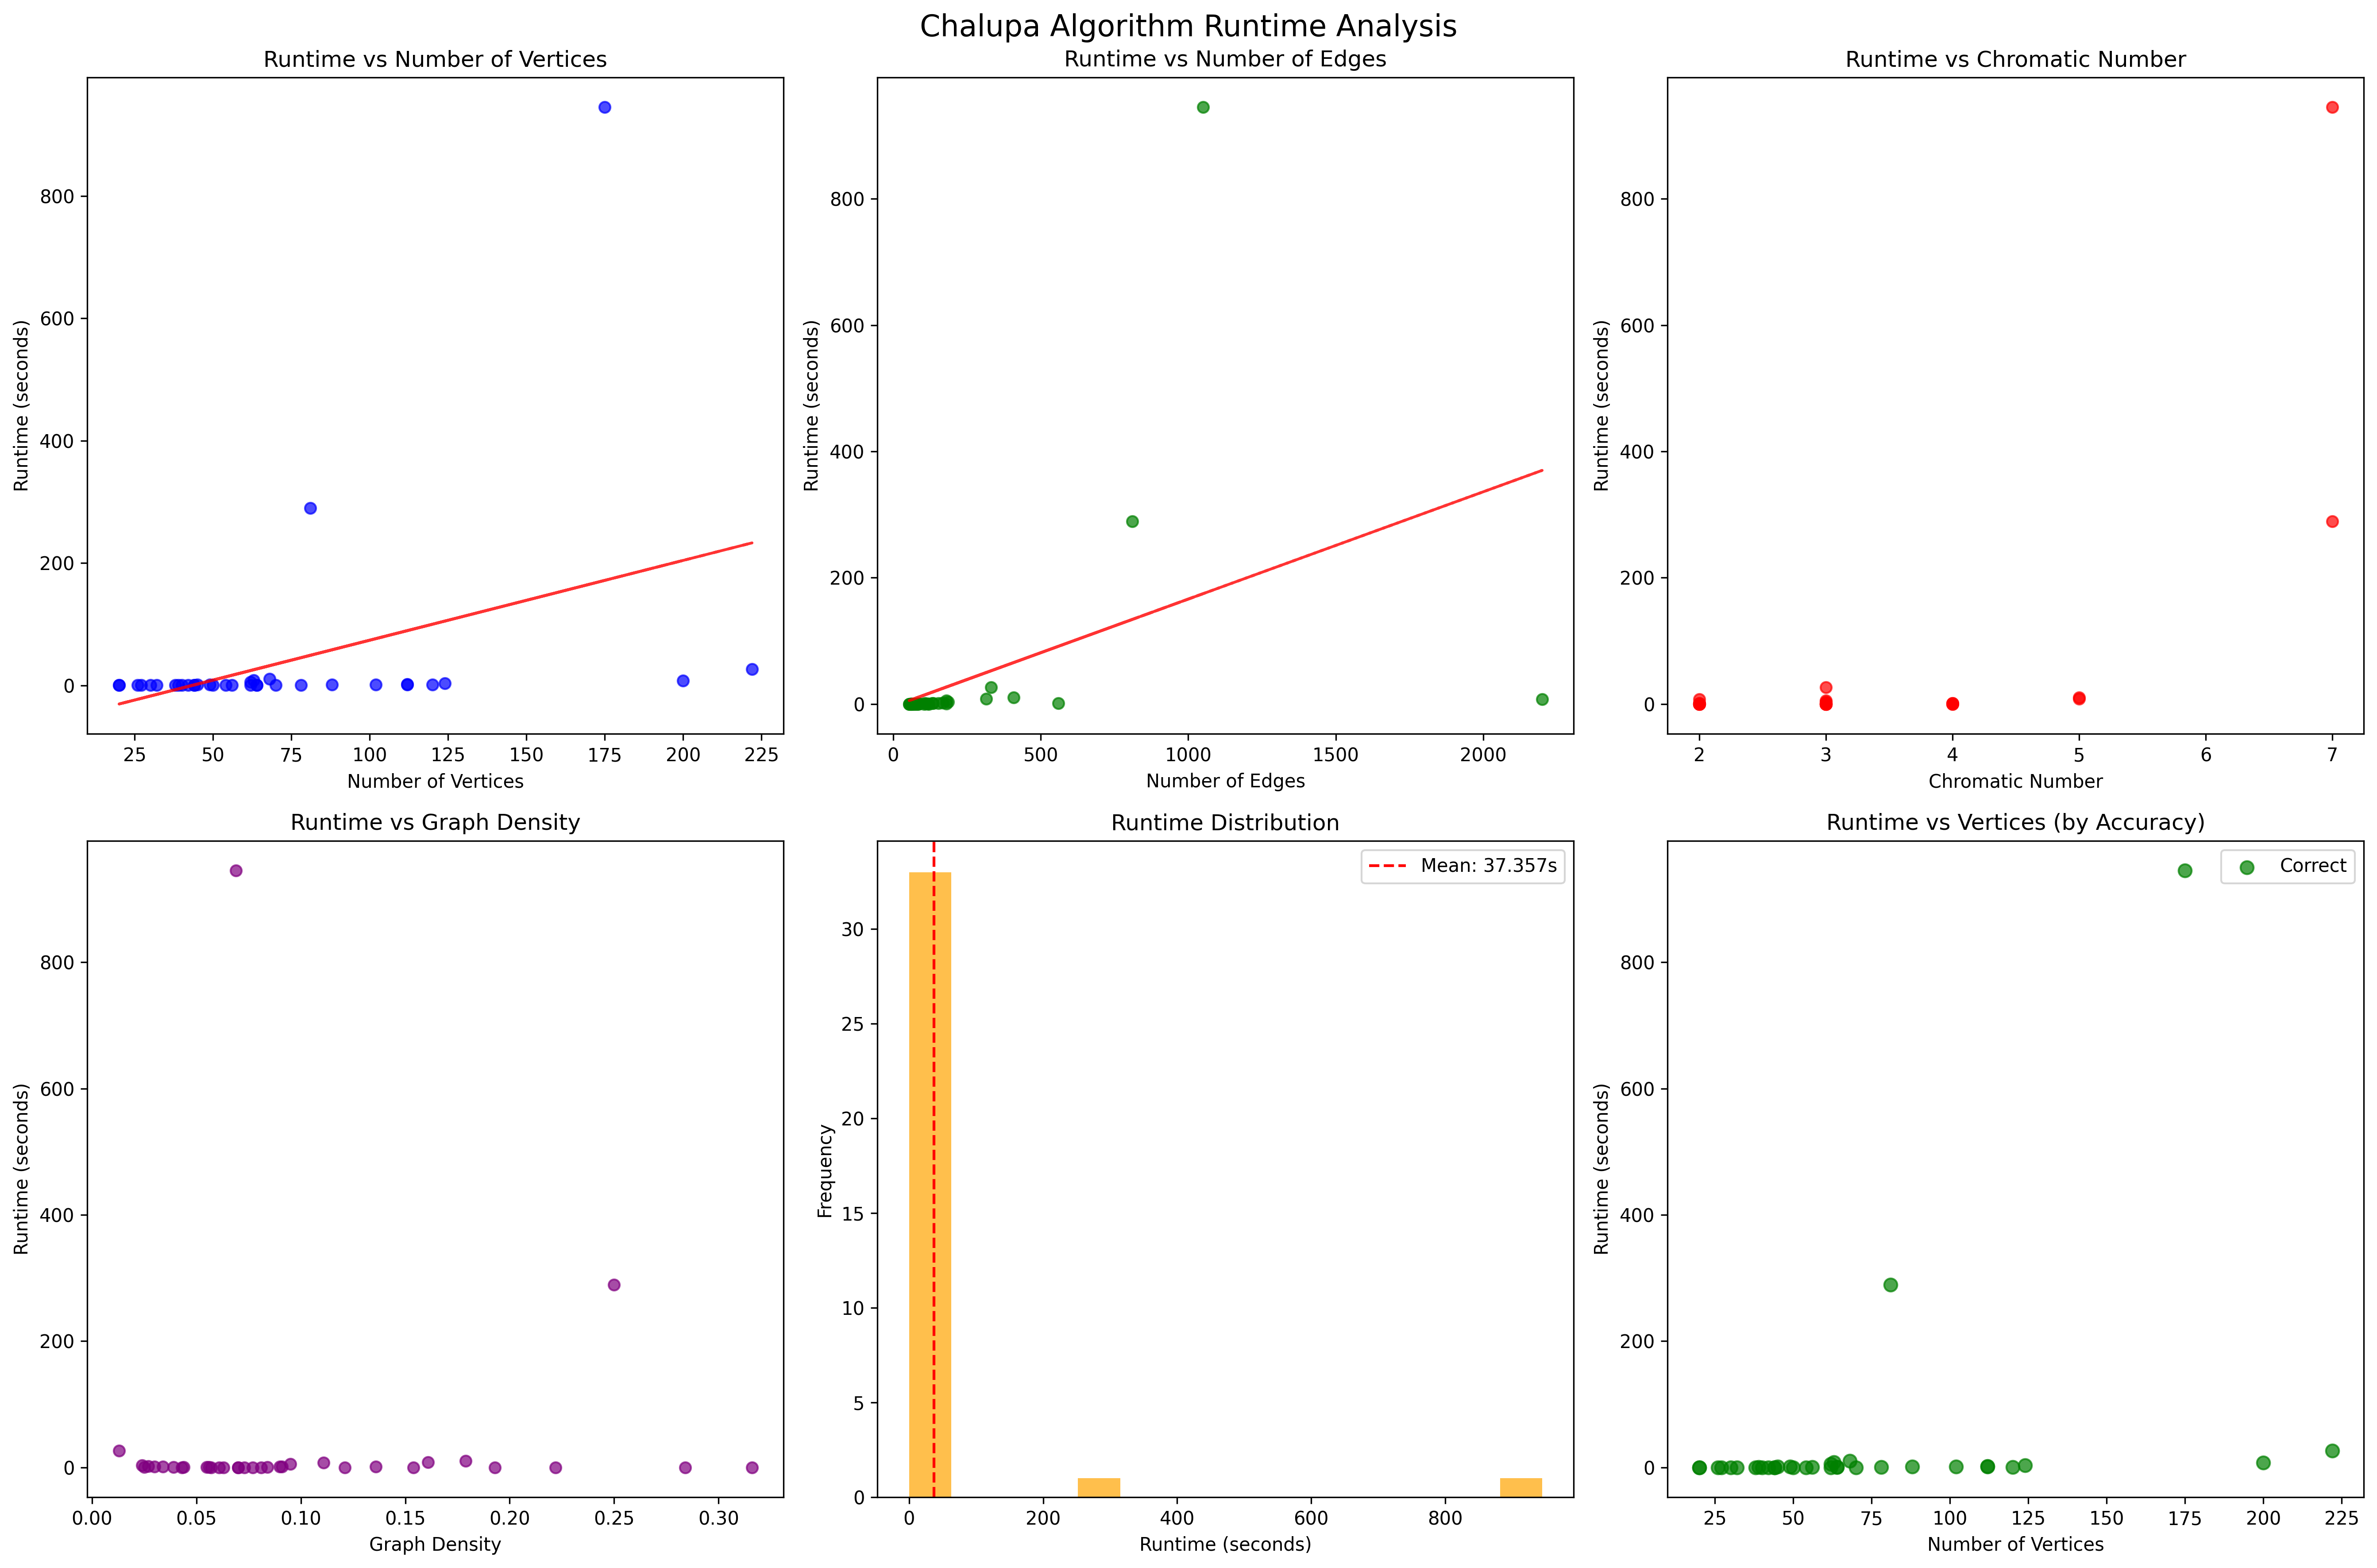 Chalupa Algorithm Runtime Analysis
Runtime vs Number of Vertices
Runtime (seconds)
800
600
400
200
0
25 50 75 100 125 150 175 200 225
Number of Vertices
Runtime vs Number of Edges
Runtime (seconds)
800
600
400
200
0
0 500 1000 1500 2000
Number of Edges
Runtime vs Chromatic Number
Runtime (seconds)
800
600
400
200
0
2 3 4 5 6 7
Chromatic Number
Runtime vs Graph Density
Runtime (seconds)
800
600
400
200
0
0.00 0.05 0.10 0.15 0.20 0.25 0.30
Graph Density
Runtime Distribution
Mean: 37.357s
Frequency
30
25
20
15
10
5
0
0 200 400 600 800
Runtime (seconds)
Runtime vs Vertices (by Accuracy)
Correct
Runtime (seconds)
800
600
400
200
0
25 50 75 100 125 150 175 200 225
Number of Vertices